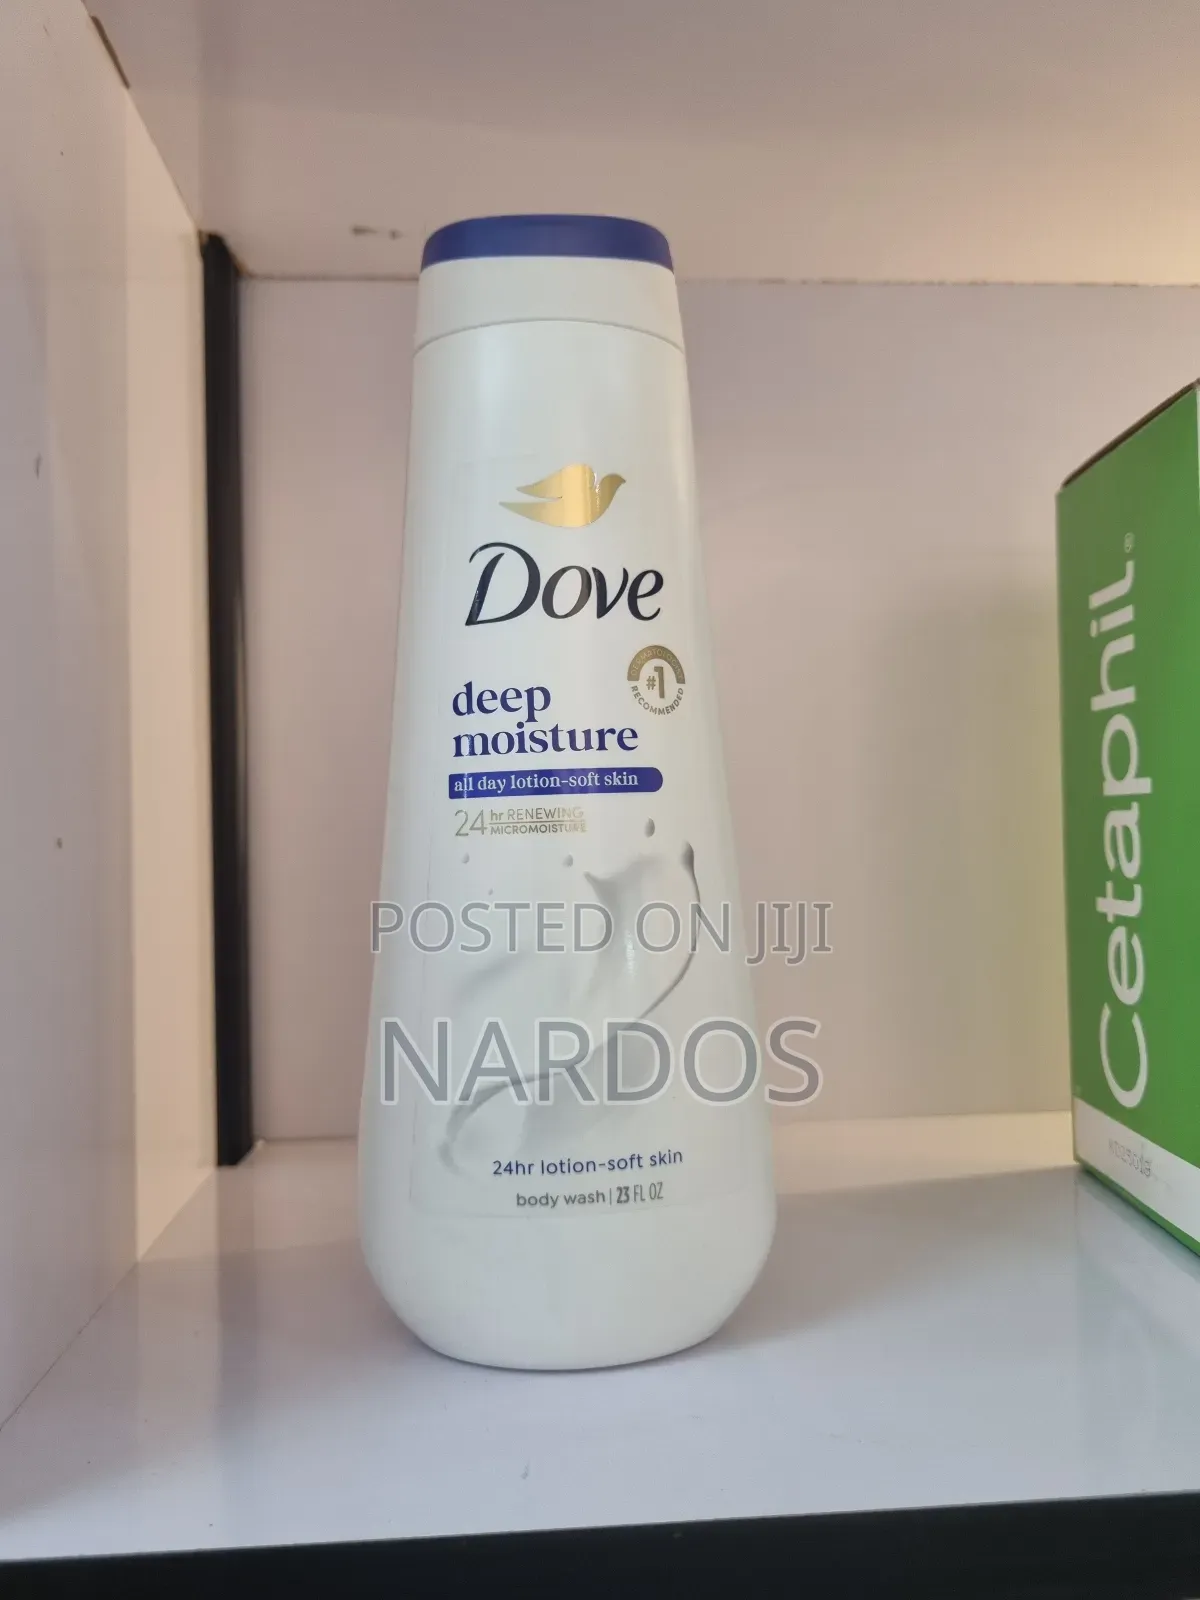 Dove
DERMATOLOGIST
#1
RECOMMENDED
deep
moisture
all day lotion-soft skin
24 hr RENEWING
MICROMOISTURE
POSTED ON JIJI
NARDOS
24hr lotion-soft skin
body wash | 23 FL OZ
Cetaphil®